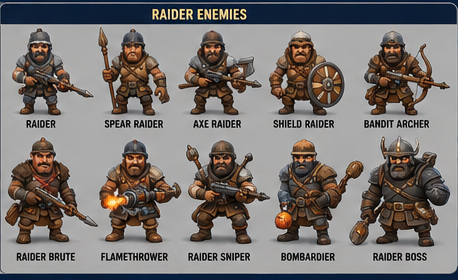 RAIDER ENEMIES
RAIDER SPEAR RAIDER AXE RAIDER SHIELD RAIDER BANDIT ARCHER
RAIDER BRUTE FLAMETHROWER RAIDER SNIPER BOMBARDIER RAIDER BOSS